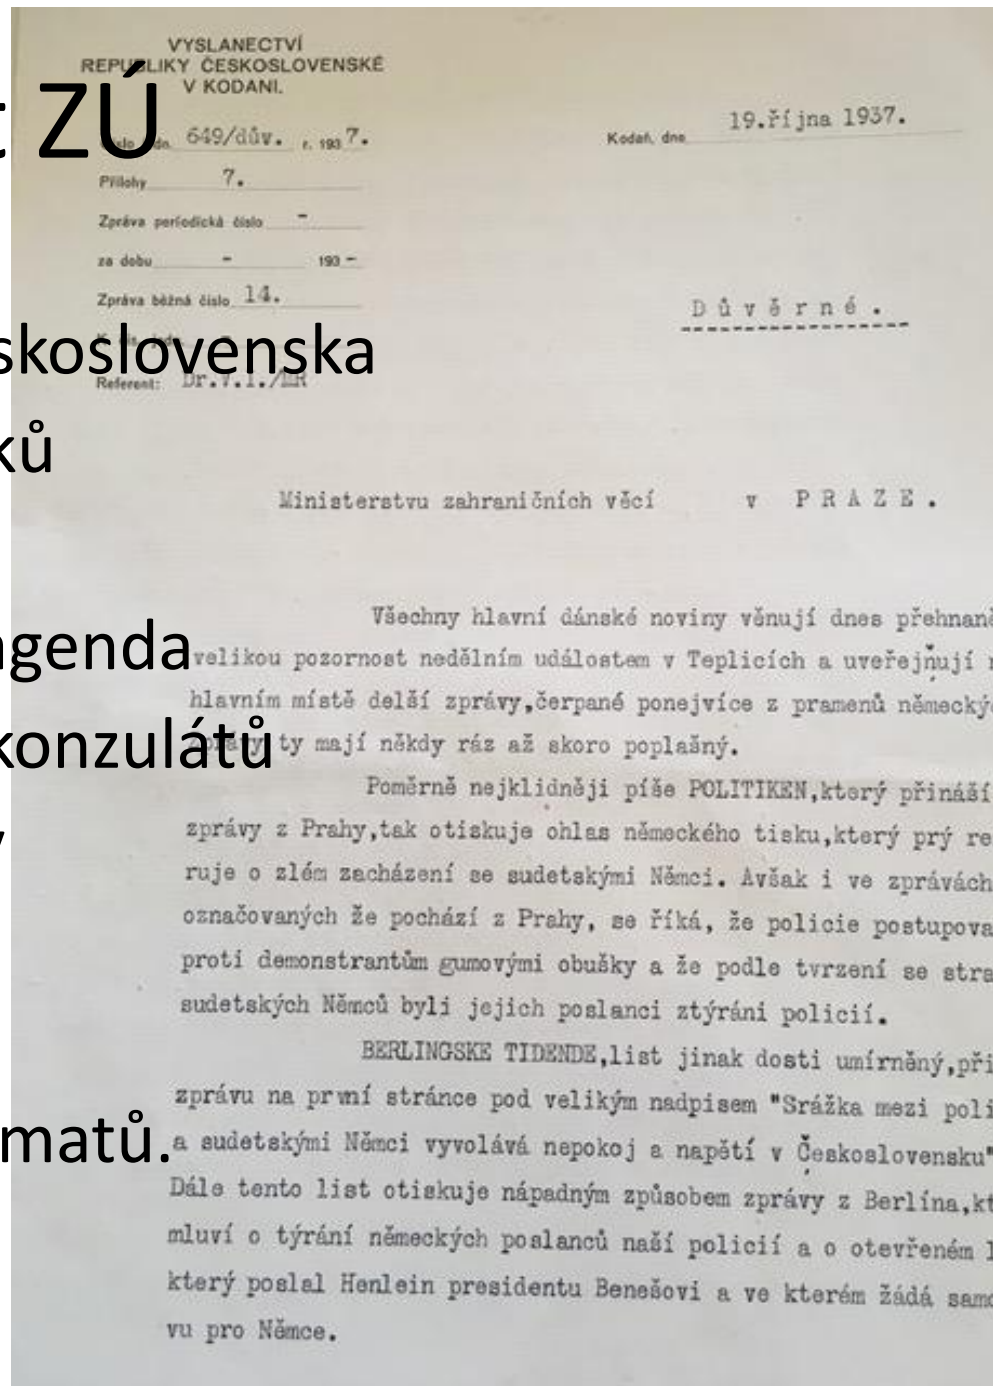 VYSLANECTVÍ
REPUBLIKY ČESKOSLOVENSKÉ
V KODANI.
ZÚ
649/dův. r. 1937.
Kodaň, dne 19.října 1937.
Přílohy 7.
Zpráva periodická číslo -
za dobu - 193-
Zpráva běžná číslo 14.
Důvěrné.
skoslovenska
Referent: Dr.V.I./MR
ků
Ministerstvu zahraničních věcí v PRAZE.
Všechny hlavní dánské noviny věnují dnes přehnaně
genda
velikou pozornost nedělním událostem v Teplicích a uveřejňují
hlavním místě delší zprávy,čerpané ponejvíce z pramenů německýc
konzulátů
zprávy ty mají někdy ráz až skoro poplašný.
Poměrně nejklidněji píše POLITIKEN,který přináší
zprávy z Prahy,tak otiskuje ohlas německého tisku,který prý re
ruje o zlém zacházení se sudetskými Němci. Avšak i ve zprávách
označovaných že pochází z Prahy, se říká, že policie postupova
proti demonstrantům gumovými obušky a že podle tvrzení se stra
sudetských Němců byli jejich poslanci ztýráni policií.
BERLINGSKE TIDENDE,list jinak dosti umírněný,při
zprávu na první stránce pod velikým nadpisem "Srážka mezi poli
matů.
a sudetskými Němci vyvolává nepokoj a napětí v Československu"
Dále tento list otiskuje nápadným způsobem zprávy z Berlína,kt
mluví o týrání německých poslanců naší policií a o otevřeném
který poslal Henlein presidentu Benešovi a ve kterém žádá samo
vu pro Němce.